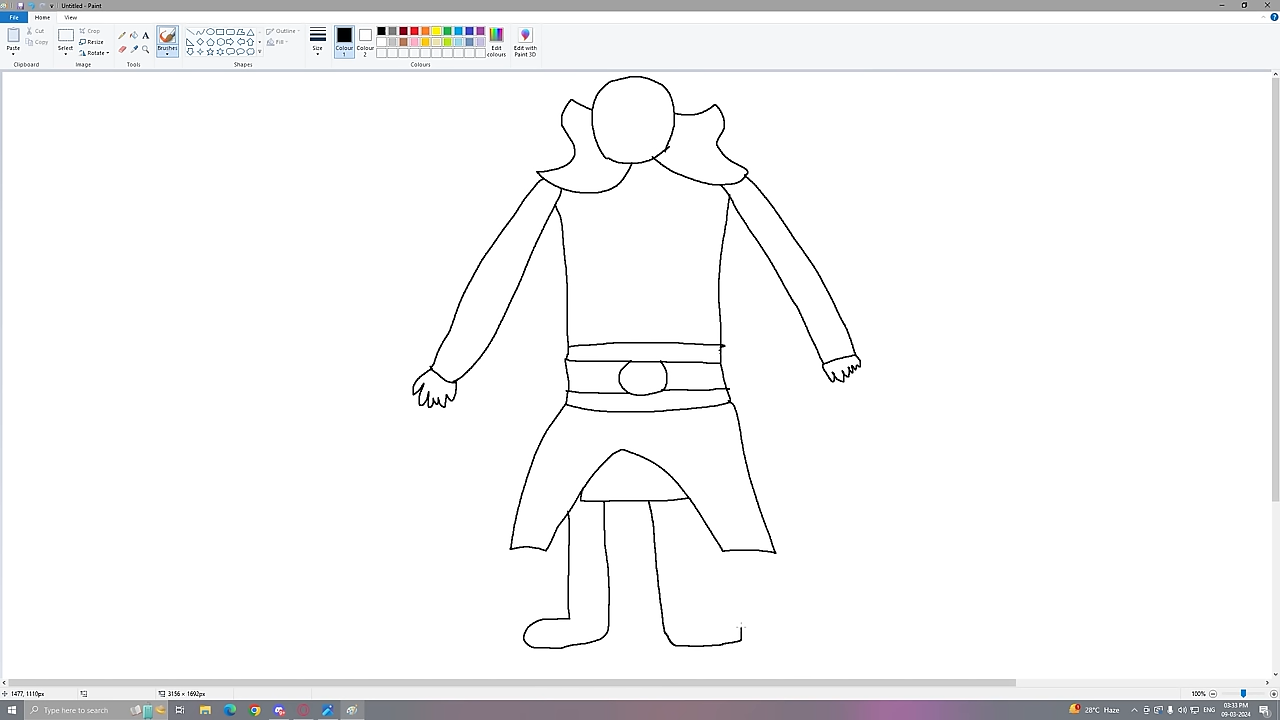 Untitled - Paint
File Home View
Paste
Cut
Copy
Clipboard
Select
Crop
Resize
Rotate
Image
Tools
Brushes
Outline
Fill
Shapes
Size
Colour 1
Colour 2
Edit colours
Edit with Paint 3D
Colours
1477, 1110px
3156 × 1692px
100%
Type here to search
28°C Haze
ENG
03:33 PM
09-03-2024